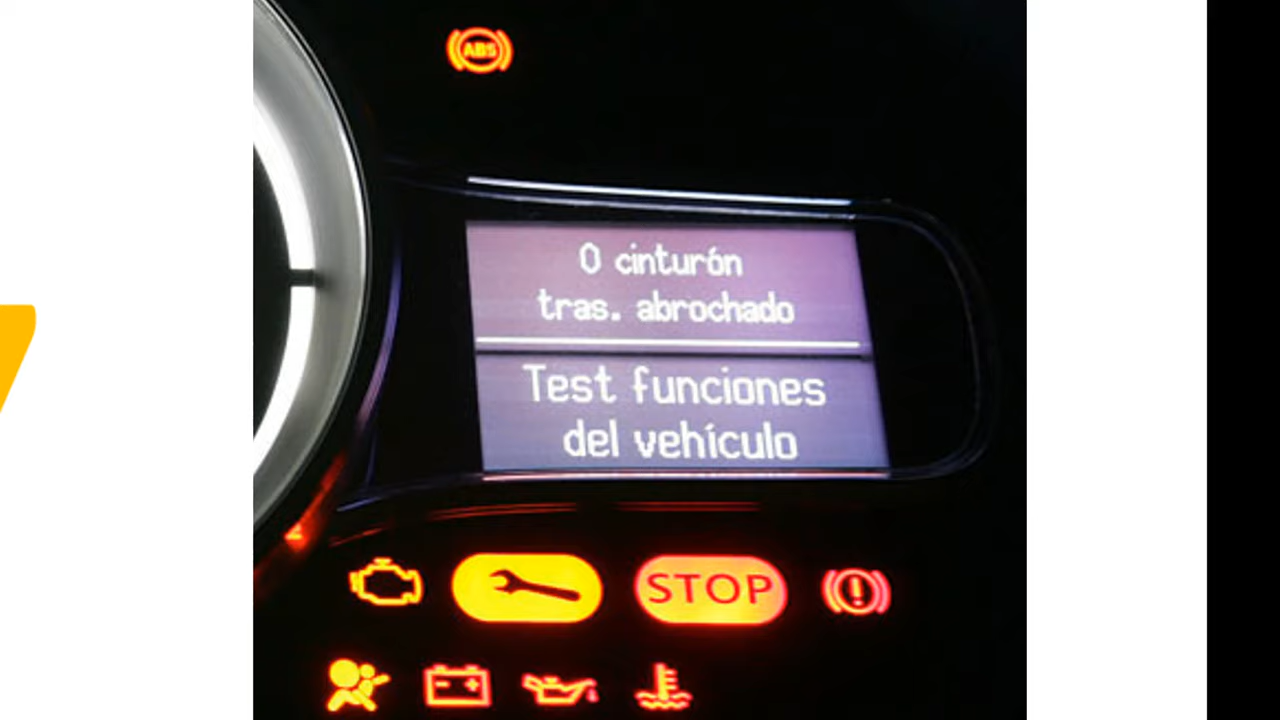 ABS
0 cinturón
tras. abrochado
Test funciones
del vehículo
STOP